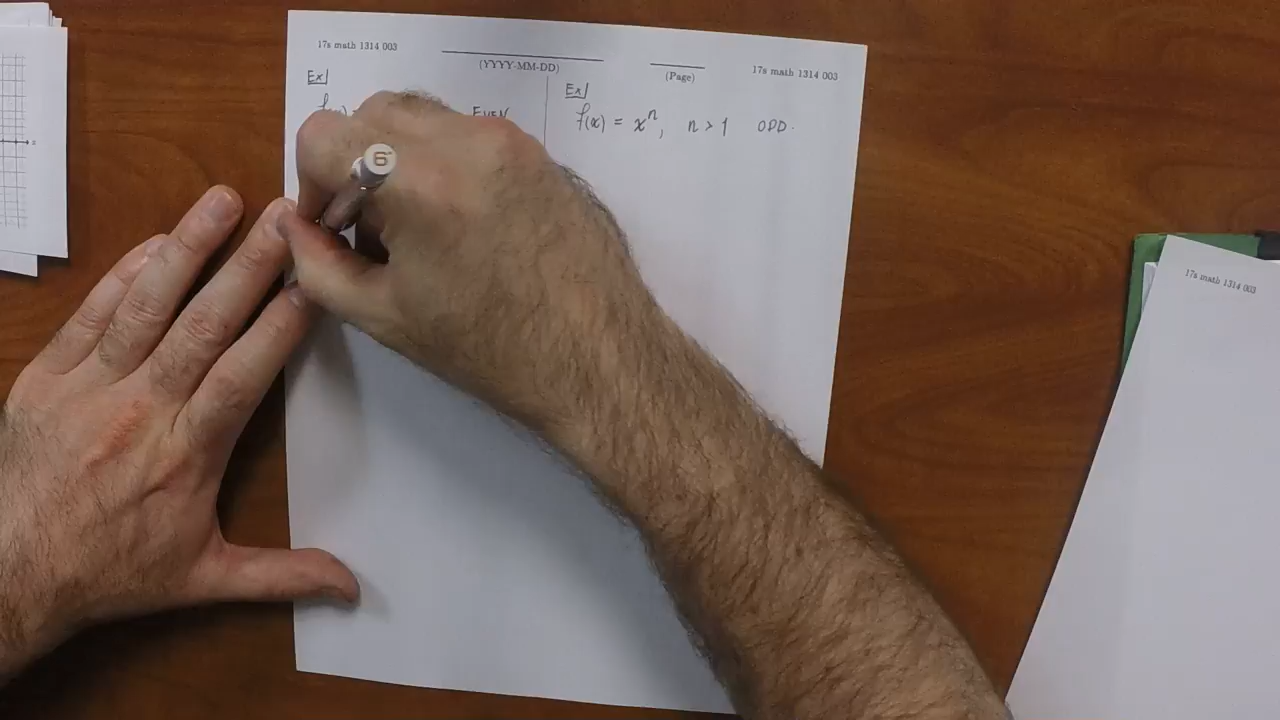 17s math 1314 003
(YYYY-MM-DD)
(Page)
17s math 1314 003
Ex|
EVEN
Ex|
f(x) = xⁿ, n > 1 ODD.
6
17s math 1314 003